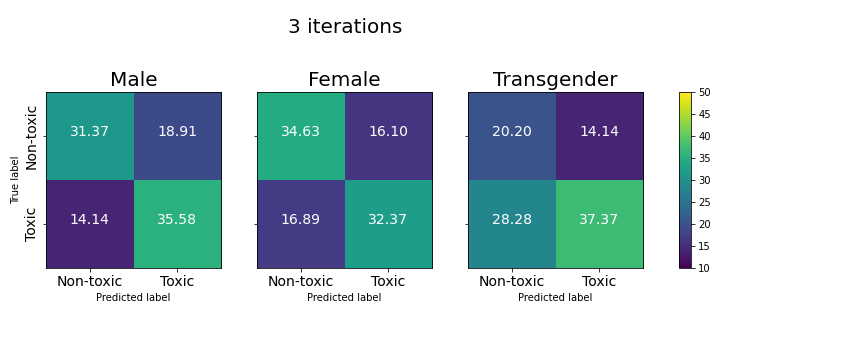 3 iterations
Male
Female
Transgender
True label
Non-toxic
Toxic
31.37 18.91
14.14 35.58
Non-toxic Toxic
Predicted label
34.63 16.10
16.89 32.37
Non-toxic Toxic
Predicted label
20.20 14.14
28.28 37.37
Non-toxic Toxic
Predicted label
50
45
40
35
30
25
20
15
10